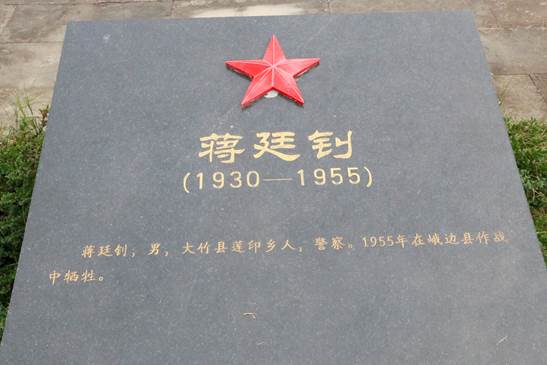 蒋廷钊
(1930—1955)
蒋廷钊，男，大竹县莲印乡人，警察。1955年在峨边县作战
中牺牲。